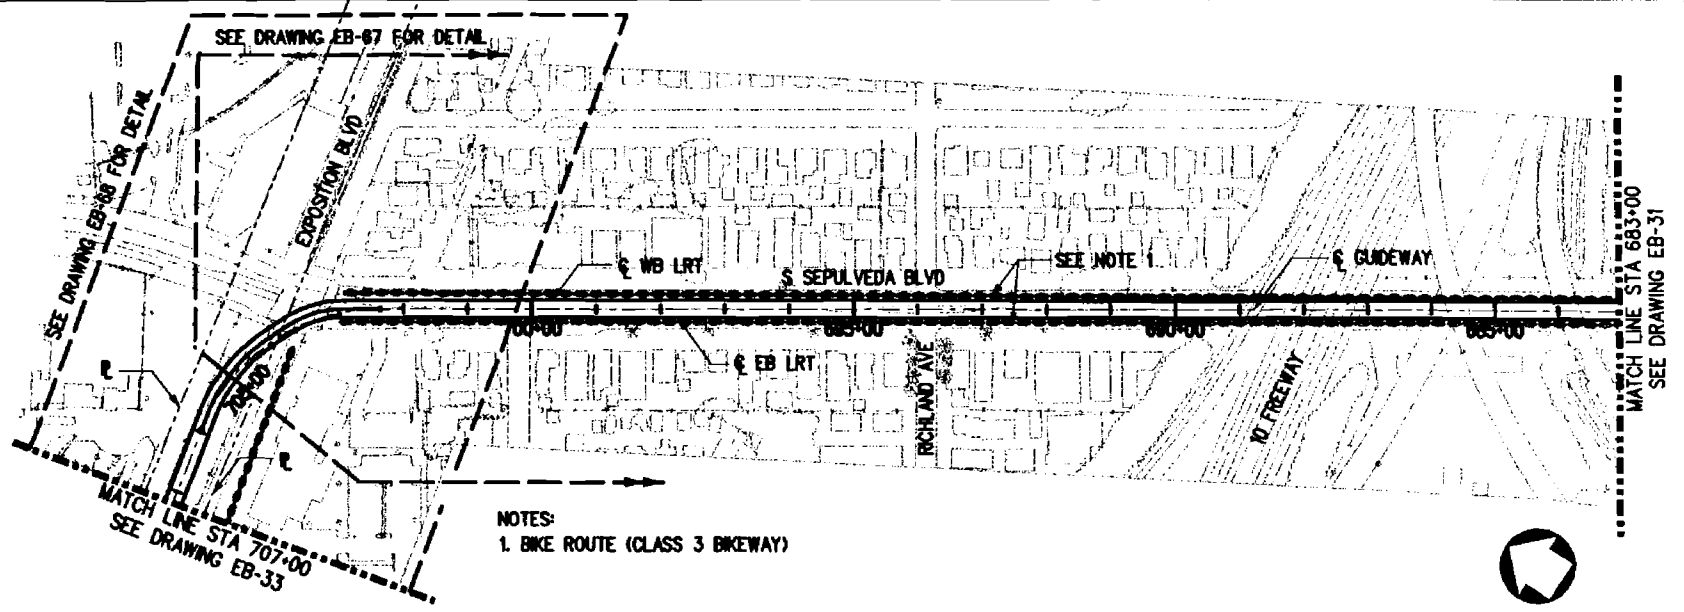 SEE DRAWING EB-67 FOR DETAIL
SEE DRAWING EB-68 FOR DETAIL
EXPOSITION BLVD
℄ WB LRT
S SEPULVEDA BLVD
SEE NOTE 1
℄ GUIDEWAY
MATCH LINE STA 683+00
SEE DRAWING EB-31
695+00
690+00
685+00
℄ EB LRT
RICHLAND AVE
10 FREEWAY
MATCH LINE STA 707+00
SEE DRAWING EB-33
NOTES:
1. BIKE ROUTE (CLASS 3 BIKEWAY)